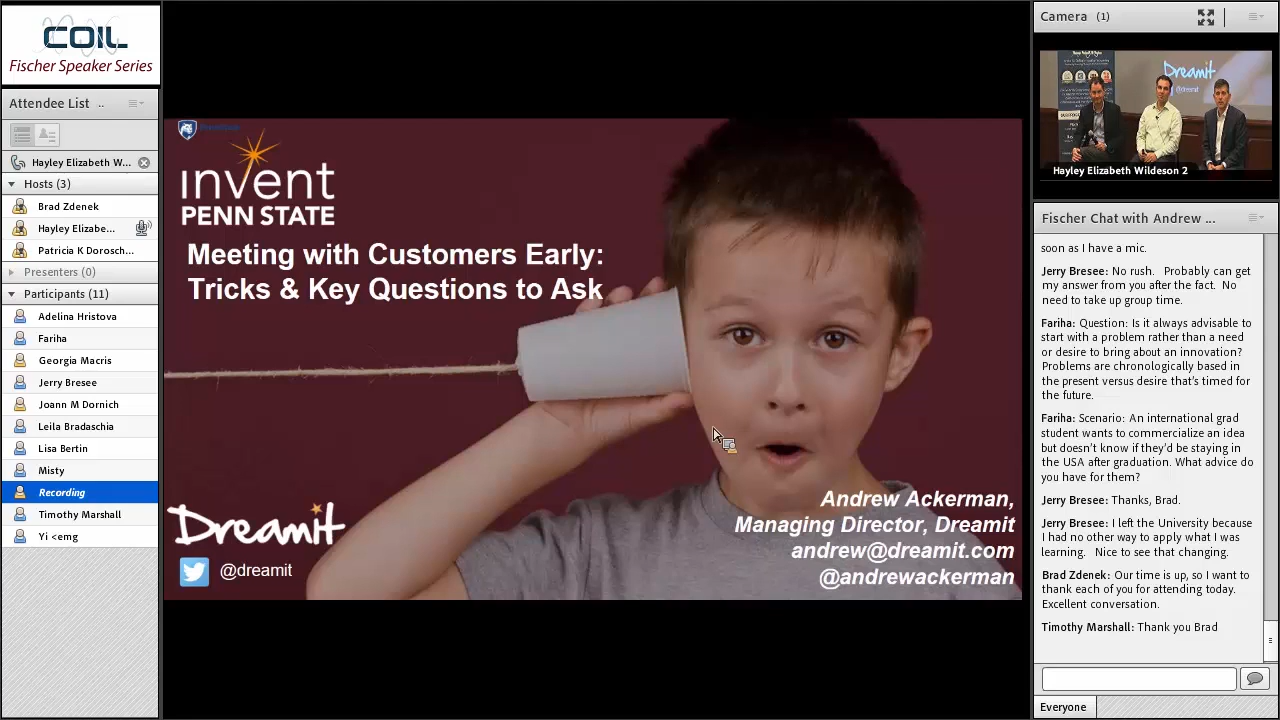 COIL
Fischer Speaker Series
Attendee List ..
Hayley Elizabeth W...
Hosts (3)
Brad Zdenek
Hayley Elizabe...
Patricia K Dorosch...
Presenters (0)
Participants (11)
Adelina Hristova
Fariha
Georgia Macris
Jerry Bresee
Joann M Dornich
Leila Bradaschia
Lisa Bertin
Misty
Recording
Timothy Marshall
Yi <emg
invent
PENN STATE
Meeting with Customers Early:
Tricks & Key Questions to Ask
Dreamit
@dreamit
Andrew Ackerman,
Managing Director, Dreamit
andrew@dreamit.com
@andrewackerman
Camera (1)
Dreamit
@dreamit
Hayley Elizabeth Wildeson 2
Fischer Chat with Andrew ...
soon as I have a mic.
Jerry Bresee: No rush. Probably can get
my answer from you after the fact. No
need to take up group time.
Fariha: Question: Is it always advisable to
start with a problem rather than a need
or desire to bring about an innovation?
Problems are chronologically based in
the present versus desire that's timed for
the future.
Fariha: Scenario: An international grad
student wants to commercialize an idea
but doesn't know if they'd be staying in
the USA after graduation. What advice do
you have for them?
Jerry Bresee: Thanks, Brad.
Jerry Bresee: I left the University because
I had no other way to apply what I was
learning. Nice to see that changing.
Brad Zdenek: Our time is up, so I want to
thank each of you for attending today.
Excellent conversation.
Timothy Marshall: Thank you Brad
Everyone